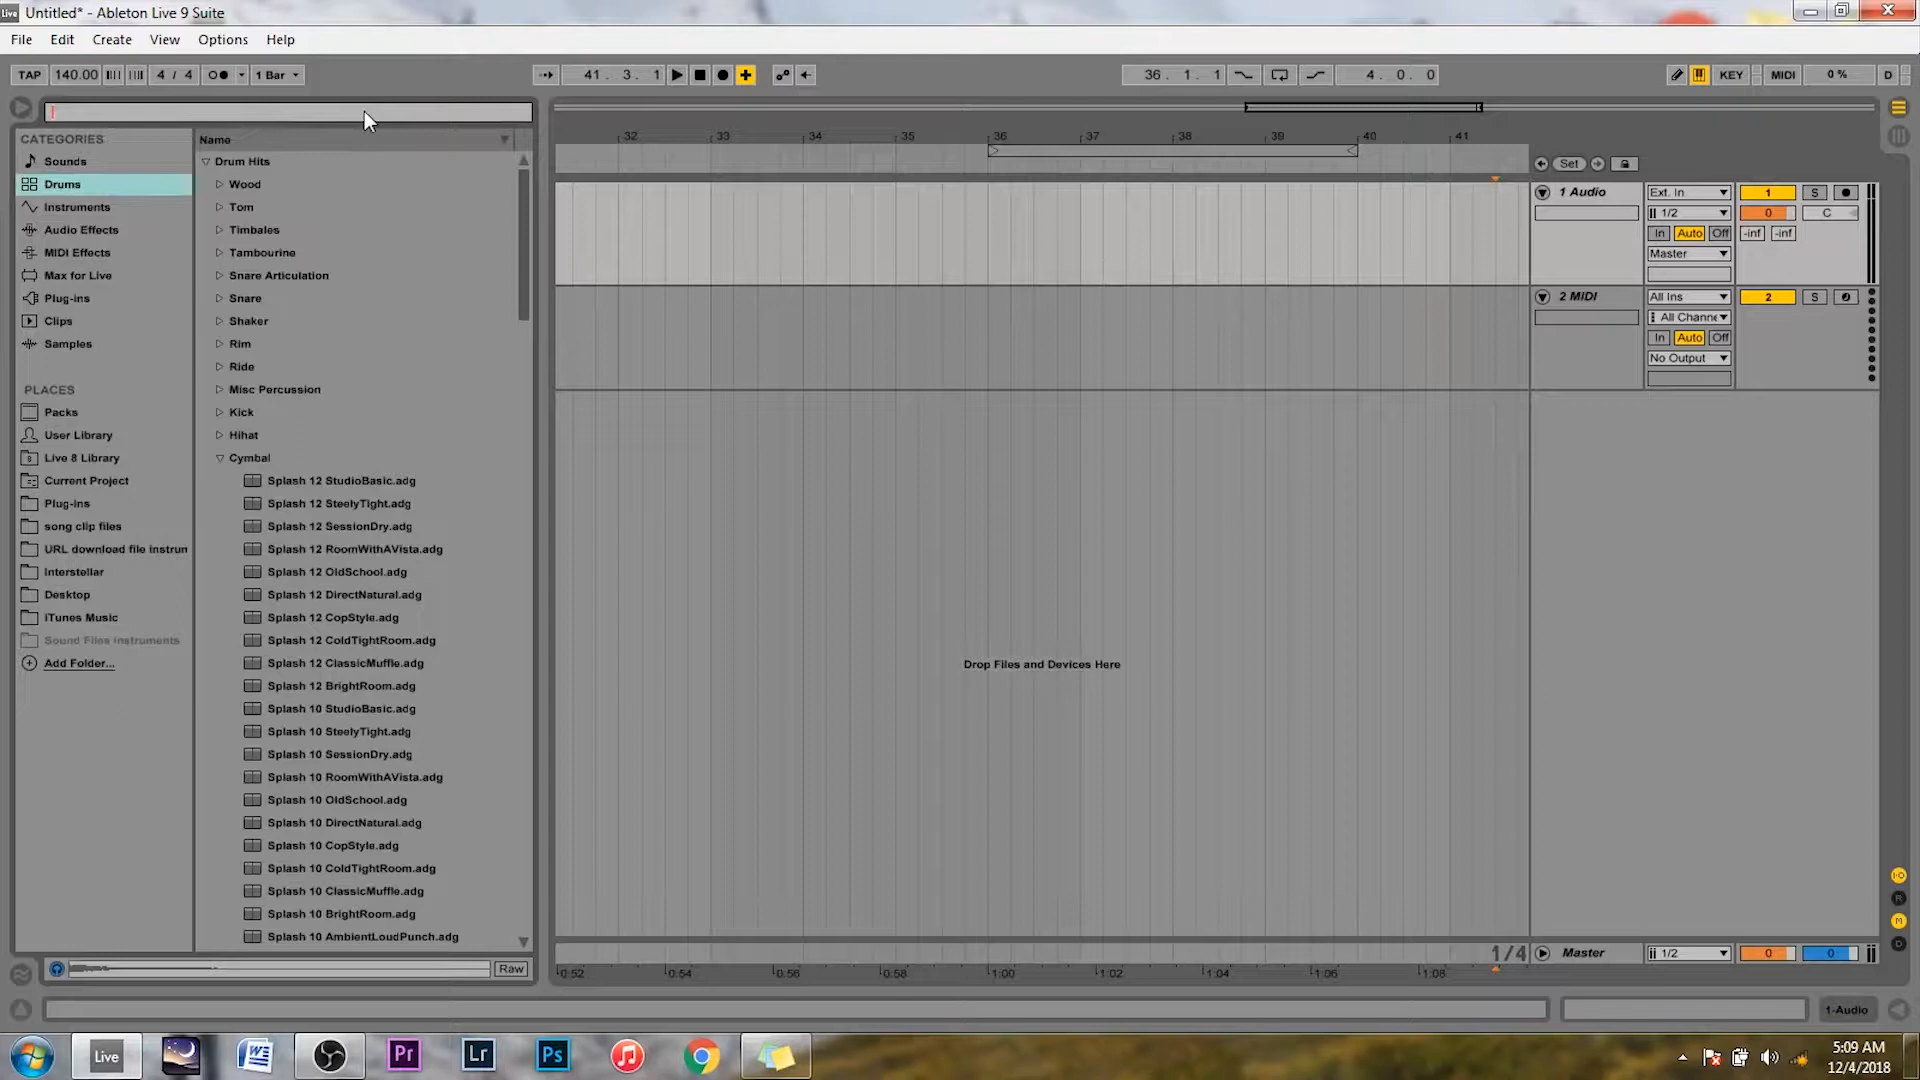 Untitled* - Ableton Live 9 Suite
File Edit Create View Options Help
TAP 140.00 4 / 4 1 Bar 41 . 3 . 1 36 . 1 . 1 4 . 0 . 0 KEY MIDI 0 % D
CATEGORIES
Sounds
Drums
Instruments
Audio Effects
MIDI Effects
Max for Live
Plug-ins
Clips
Samples
PLACES
Packs
User Library
Live 8 Library
Current Project
Plug-ins
song clip files
URL download file instrun
Interstellar
Desktop
iTunes Music
Sound Files Instruments
Add Folder...
Name
Drum Hits
Wood
Tom
Timbales
Tambourine
Snare Articulation
Snare
Shaker
Rim
Ride
Misc Percussion
Kick
Hihat
Cymbal
Splash 12 StudioBasic.adg
Splash 12 SteelyTight.adg
Splash 12 SessionDry.adg
Splash 12 RoomWithAVista.adg
Splash 12 OldSchool.adg
Splash 12 DirectNatural.adg
Splash 12 CopStyle.adg
Splash 12 ColdTightRoom.adg
Splash 12 ClassicMuffle.adg
Splash 12 BrightRoom.adg
Splash 10 StudioBasic.adg
Splash 10 SteelyTight.adg
Splash 10 SessionDry.adg
Splash 10 RoomWithAVista.adg
Splash 10 OldSchool.adg
Splash 10 DirectNatural.adg
Splash 10 CopStyle.adg
Splash 10 ColdTightRoom.adg
Splash 10 ClassicMuffle.adg
Splash 10 BrightRoom.adg
Splash 10 AmbientLoudPunch.adg
Raw
32 33 34 35 36 37 38 39 40 41
Set
1 Audio Ext. In 1 S
1/2 0 C
In Auto Off -inf -inf
Master
2 MIDI All Ins 2 S
All Channe
In Auto Off
No Output
Drop Files and Devices Here
I·O
R
M
D
1/4 Master 1/2 0 0
0:52 0:54 0:56 0:58 1:00 1:02 1:04 1:06 1:08
1-Audio
Live W Pr Lr Ps
5:09 AM
12/4/2018